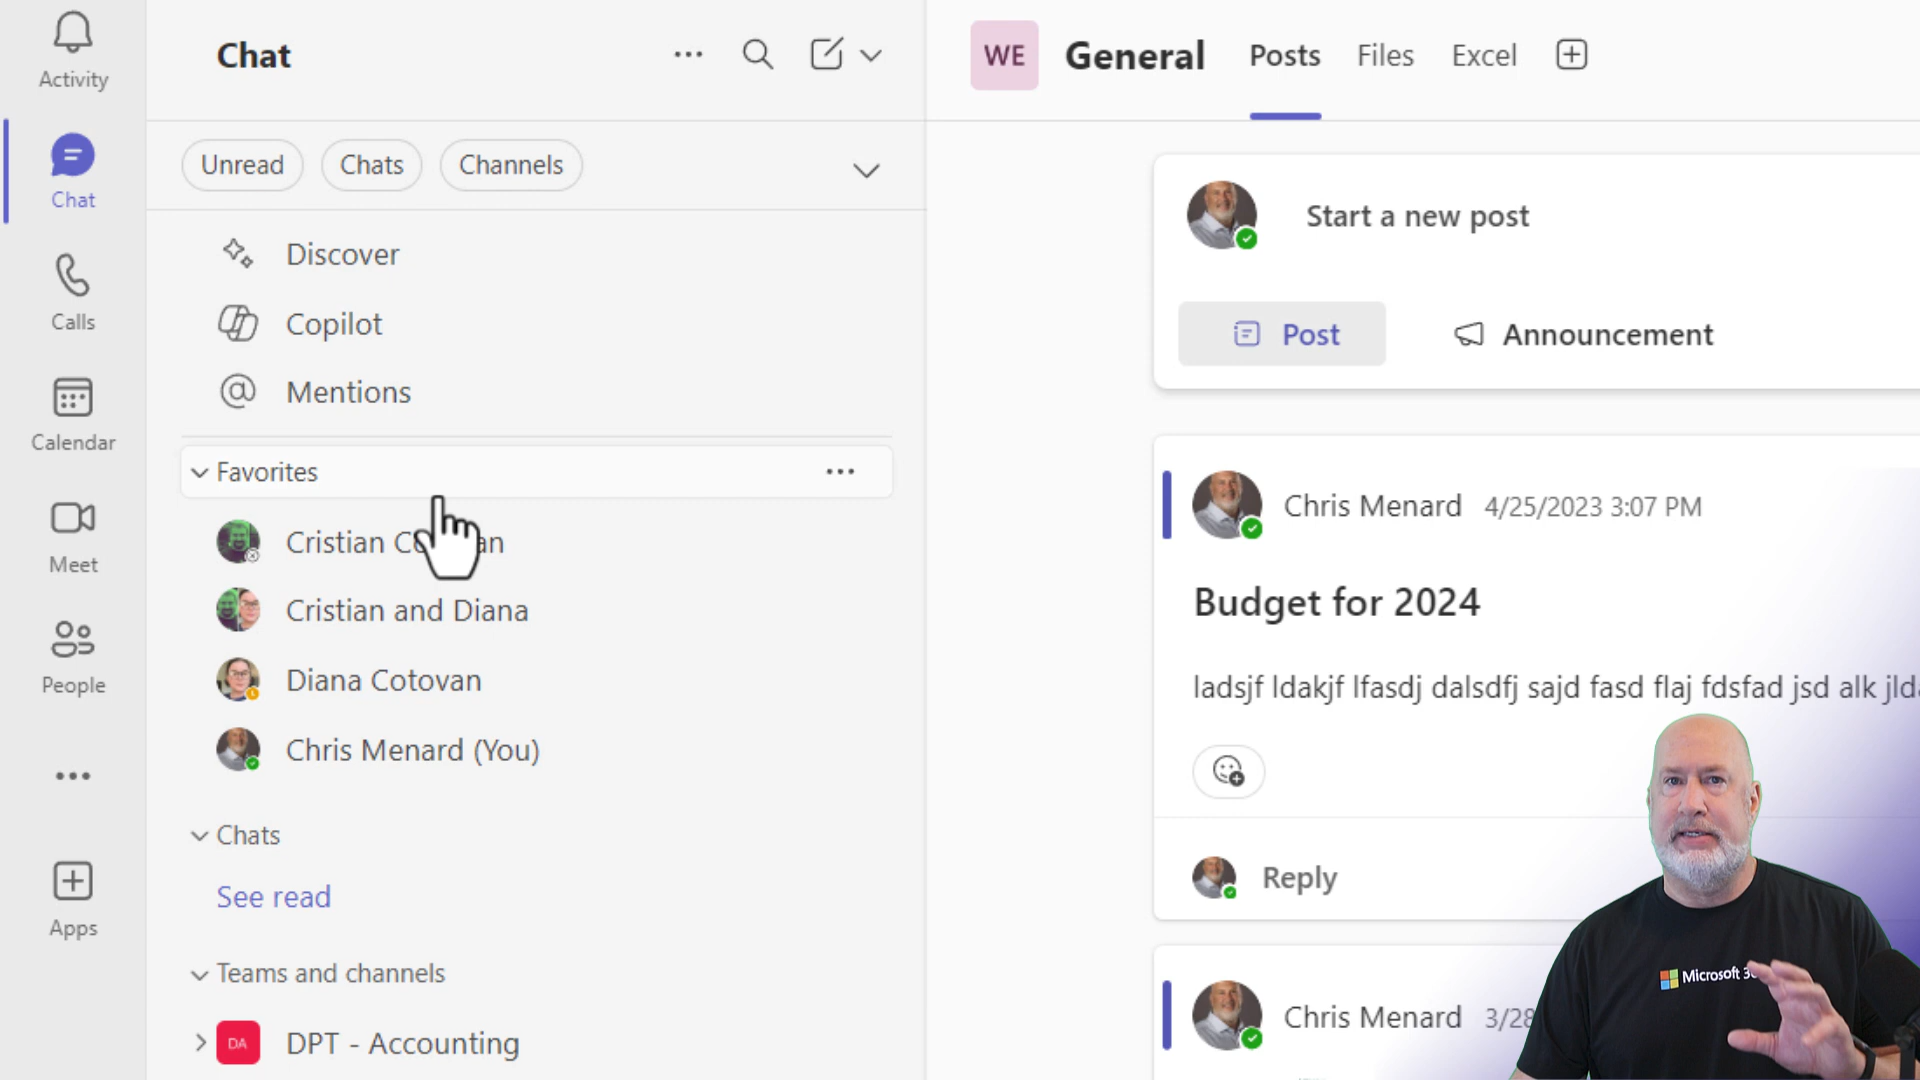 Activity
Chat
Calls
Calendar
Meet
People
Apps
Chat
Unread
Chats
Channels
Discover
Copilot
Mentions
Favorites
Cristian
Cristian and Diana
Diana Cotovan
Chris Menard (You)
Chats
See read
Teams and channels
DA
DPT - Accounting
WE
General
Posts
Files
Excel
Start a new post
Post
Announcement
Chris Menard 4/25/2023 3:07 PM
Budget for 2024
ladsjf ldakjf lfasdj dalsdfj sajd fasd flaj fdsfad jsd alk
Reply
Chris Menard 3/28
Microsoft